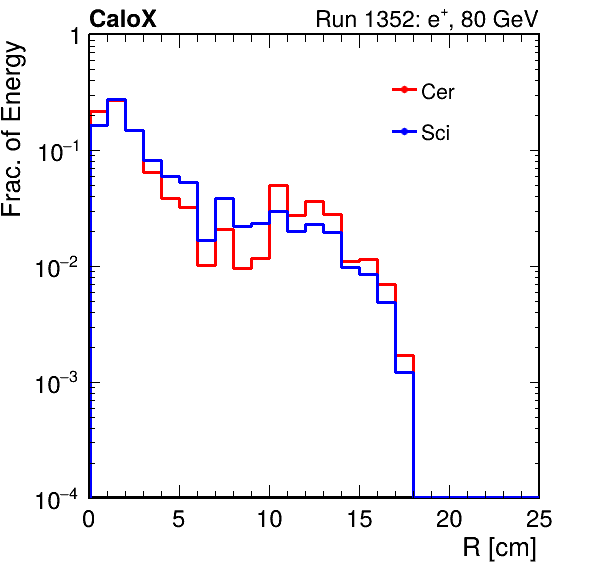 CaloX Run 1352: e⁺, 80 GeV
Frac. of Energy
Cer
Sci
1
10⁻¹
10⁻²
10⁻³
10⁻⁴
0 5 10 15 20 25
R [cm]